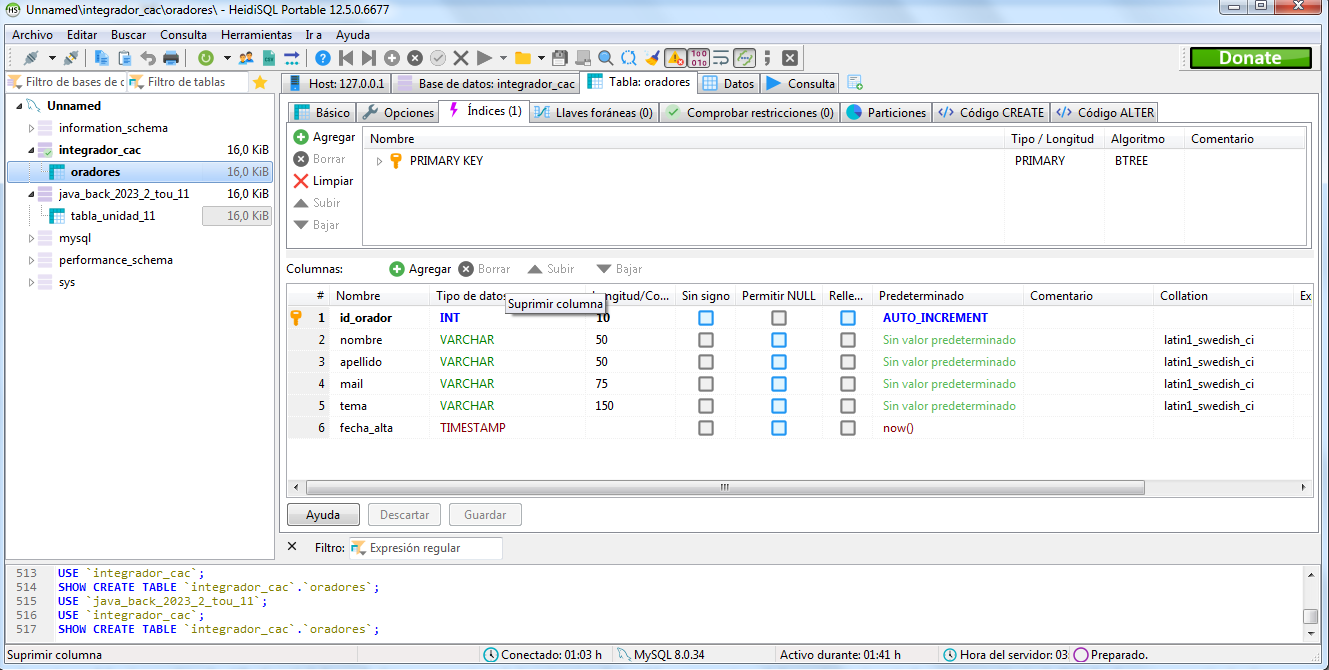 Unnamed\integrador_cac\oradores\ - HeidiSQL Portable 12.5.0.6677
Archivo Editar Buscar Consulta Herramientas Ir a Ayuda
Donate
Filtro de bases de d Filtro de tablas
Host: 127.0.0.1 Base de datos: integrador_cac Tabla: oradores Datos Consulta
Unnamed
information_schema
integrador_cac 16,0 KiB
oradores 16,0 KiB
java_back_2023_2_tou_11 16,0 KiB
tabla_unidad_11 16,0 KiB
mysql
performance_schema
sys
Básico Opciones Índices (1) Llaves foráneas (0) Comprobar restricciones (0) Particiones Código CREATE Código ALTER
Agregar
Borrar
Limpiar
Subir
Bajar
Nombre Tipo / Longitud Algoritmo Comentario
PRIMARY KEY PRIMARY BTREE
Columnas: Agregar Borrar Subir Bajar
# Nombre Tipo de datos ongitud/Co... Sin signo Permitir NULL Relle... Predeterminado Comentario Collation Ex
Suprimir columna
1 id_orador INT 10 AUTO_INCREMENT
2 nombre VARCHAR 50 Sin valor predeterminado latin1_swedish_ci
3 apellido VARCHAR 50 Sin valor predeterminado latin1_swedish_ci
4 mail VARCHAR 75 Sin valor predeterminado latin1_swedish_ci
5 tema VARCHAR 150 Sin valor predeterminado latin1_swedish_ci
6 fecha_alta TIMESTAMP now()
Ayuda Descartar Guardar
Filtro: Expresión regular
513 USE `integrador_cac`;
514 SHOW CREATE TABLE `integrador_cac`.`oradores`;
515 USE `java_back_2023_2_tou_11`;
516 USE `integrador_cac`;
517 SHOW CREATE TABLE `integrador_cac`.`oradores`;
Suprimir columna Conectado: 01:03 h MySQL 8.0.34 Activo durante: 01:41 h Hora del servidor: 03 Preparado.